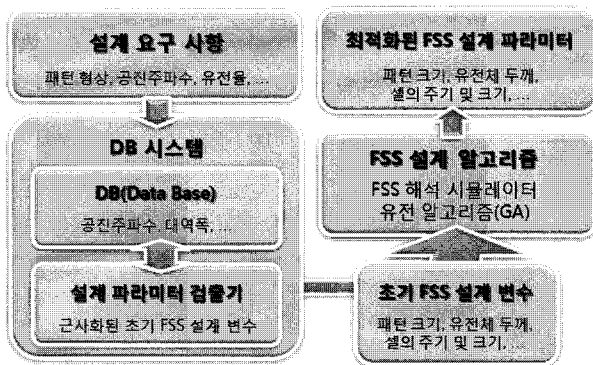 설계 요구 사항
패턴 형상, 공진주파수, 유전율, ...
DB 시스템
DB(Data Base)
공진주파수, 대역폭, ...
설계 파라미터 검출기
근사화된 초기 FSS 설계 변수
초기 FSS 설계 변수
패턴 크기, 유전체 두께,
셀의 주기 및 크기, ...
FSS 설계 알고리즘
FSS 해석 시뮬레이터
유전 알고리즘(GA)
최적화된 FSS 설계 파라미터
패턴 크기, 유전체 두께,
셀의 주기 및 크기, ...